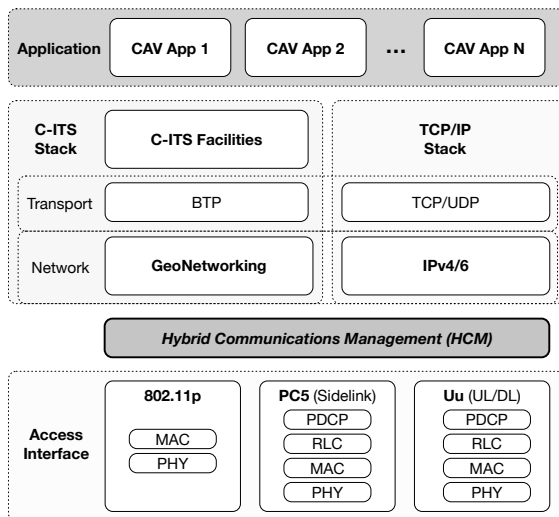 Application
CAV App 1
CAV App 2
...
CAV App N
C-ITS
Stack
C-ITS Facilities
TCP/IP
Stack
Transport
BTP
TCP/UDP
Network
GeoNetworking
IPv4/6
Hybrid Communications Management (HCM)
Access
Interface
802.11p
MAC
PHY
PC5 (Sidelink)
PDCP
RLC
MAC
PHY
Uu (UL/DL)
PDCP
RLC
MAC
PHY